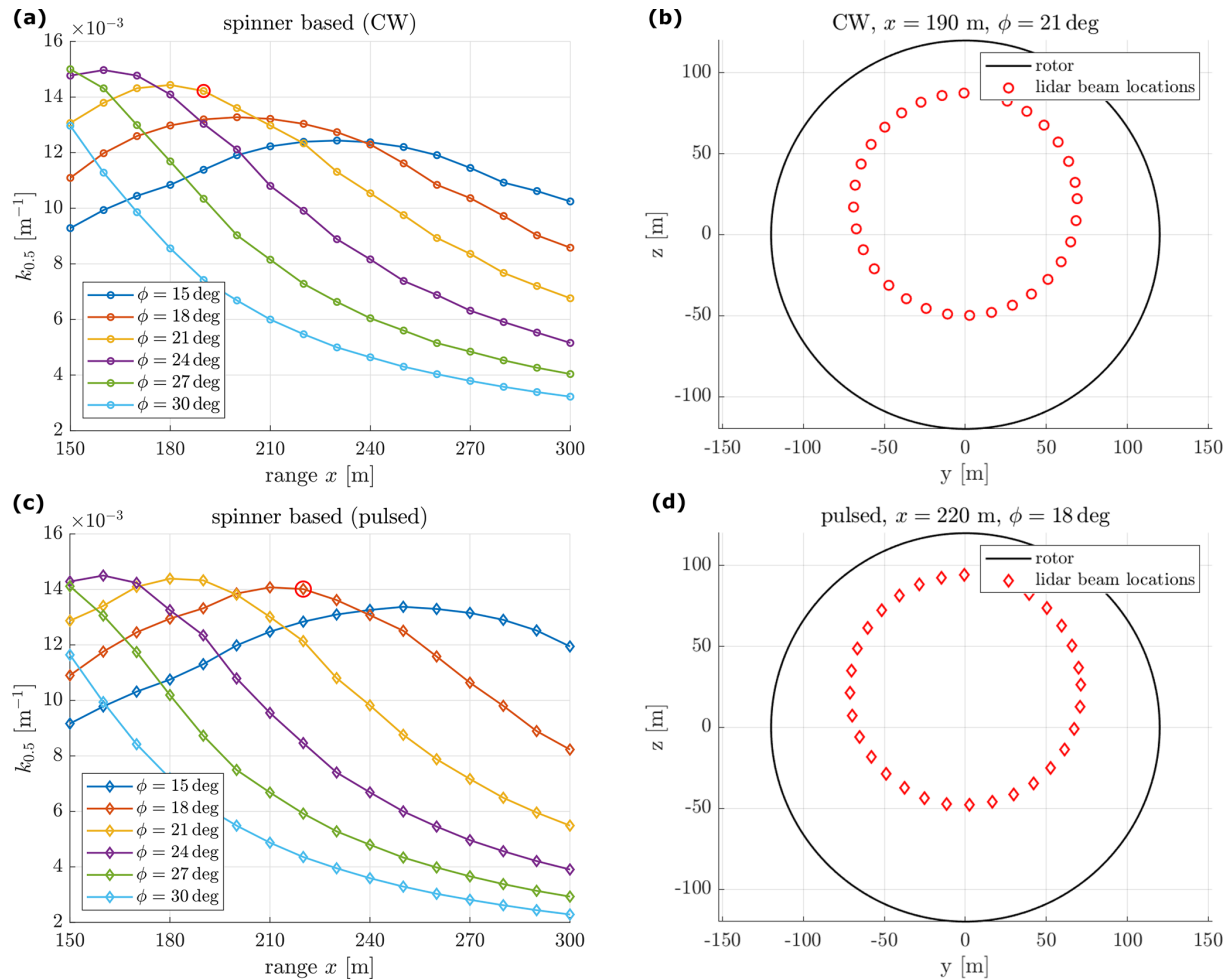 (a)
spinner based (CW)
×10⁻³
16
14
12
10
8
6
4
2
k₀.₅ [m⁻¹]
ϕ = 15 deg
ϕ = 18 deg
ϕ = 21 deg
ϕ = 24 deg
ϕ = 27 deg
ϕ = 30 deg
150 180 210 240 270 300
range x [m]
(b)
CW, x = 190 m, ϕ = 21 deg
rotor
lidar beam locations
100
50
0
-50
-100
z [m]
-150 -100 -50 0 50 100 150
y [m]
(c)
spinner based (pulsed)
×10⁻³
16
14
12
10
8
6
4
2
k₀.₅ [m⁻¹]
ϕ = 15 deg
ϕ = 18 deg
ϕ = 21 deg
ϕ = 24 deg
ϕ = 27 deg
ϕ = 30 deg
150 180 210 240 270 300
range x [m]
(d)
pulsed, x = 220 m, ϕ = 18 deg
rotor
lidar beam locations
100
50
0
-50
-100
z [m]
-150 -100 -50 0 50 100 150
y [m]